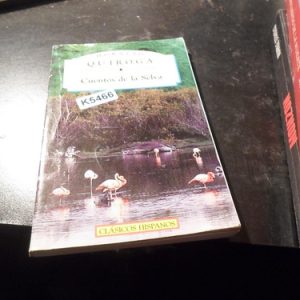 QUIROGA
Cuentos de la Selva
K5466
CLÁSICOS HISPANOS